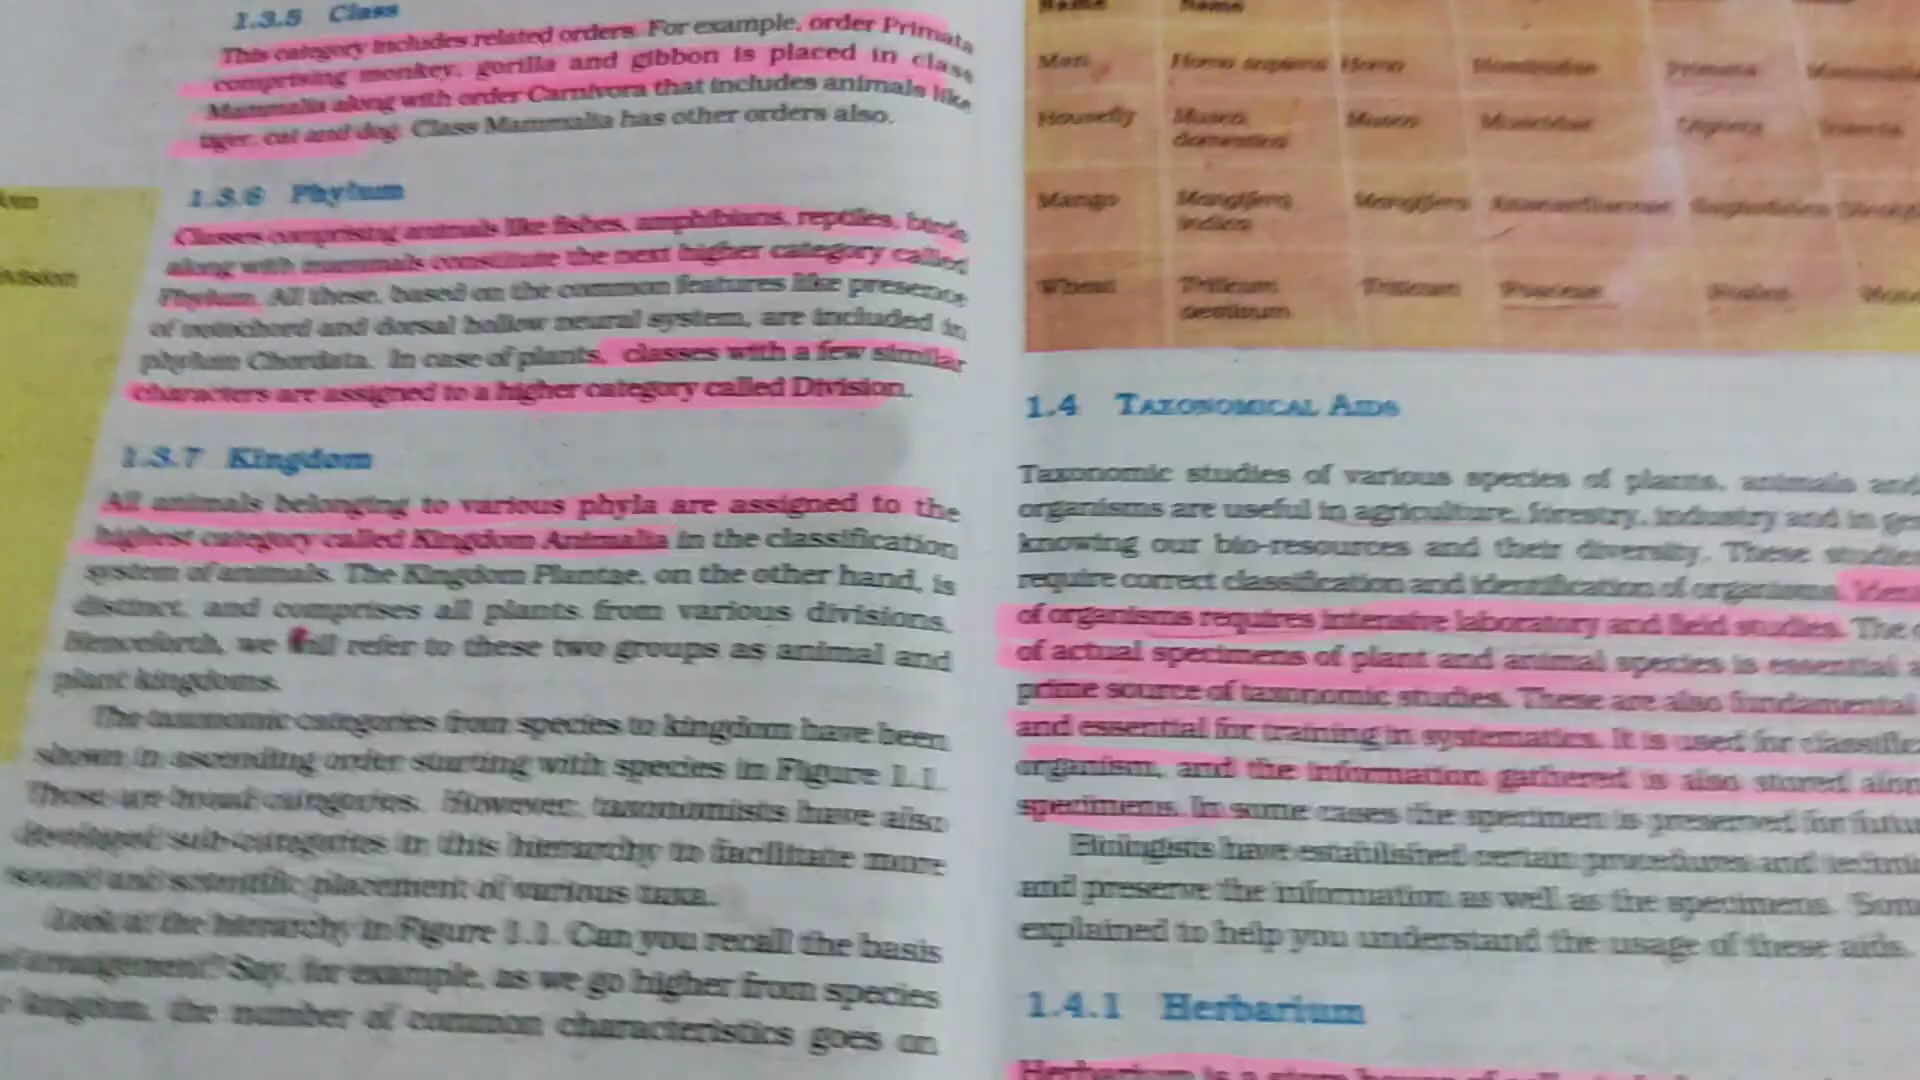 1.3.5 Class
This category includes related orders. For example, order Primata
comprising monkey, gorilla and gibbon is placed in class
Mammalia along with order Carnivora that includes animals like
tiger, cat and dog. Class Mammalia has other orders also.
1.3.6 Phylum
Classes comprising animals like fishes, amphibians, reptiles, birds
along with mammals constitute the next higher category called
Phylum. All these, based on the common features like presence
of notochord and dorsal hollow neural system, are included in
phylum Chordata. In case of plants, classes with a few similar
characters are assigned to a higher category called Division.
1.3.7 Kingdom
All animals belonging to various phyla are assigned to the
highest category called Kingdom Animalia in the classification
system of animals. The Kingdom Plantae, on the other hand, is
distinct, and comprises all plants from various divisions.
Henceforth, we will refer to these two groups as animal and
plant kingdoms.
The taxonomic categories from species to kingdom have been
shown in ascending order starting with species in Figure 1.1.
These are broad categories. However, taxonomists have also
developed sub-categories in this hierarchy to facilitate more
sound and scientific placement of various taxa.
Look at the hierarchy in Figure 1.1. Can you recall the basis
arrangement? Say, for example, as we go higher from species
kingdom, the number of common characteristics goes on
Name Name
Man Homo sapiens Homo Hominidae Primata
Housefly Musca Musca Muscidae Diptera Insecta
domestica
Mango Mangifera Mangifera Anacardiaceae Sapindales
indica
Wheat Triticum Triticum Poaceae Poales
aestivum
1.4 Taxonomical Aids
Taxonomic studies of various species of plants, animals and
organisms are useful in agriculture, forestry, industry and in
knowing our bio-resources and their diversity. These studies
require correct classification and identification of organisms.
of organisms requires intensive laboratory and field studies. The
of actual specimens of plant and animal species is essential
prime source of taxonomic studies. These are also fundamental
and essential for training in systematics. It is used for
organism, and the information gathered is also stored
specimens. In some cases the specimen is preserved for
Biologists have established certain procedures and
and preserve the information as well as the specimens.
explained to help you understand the usage of these aids.
1.4.1 Herbarium
Herbarium is a store house of